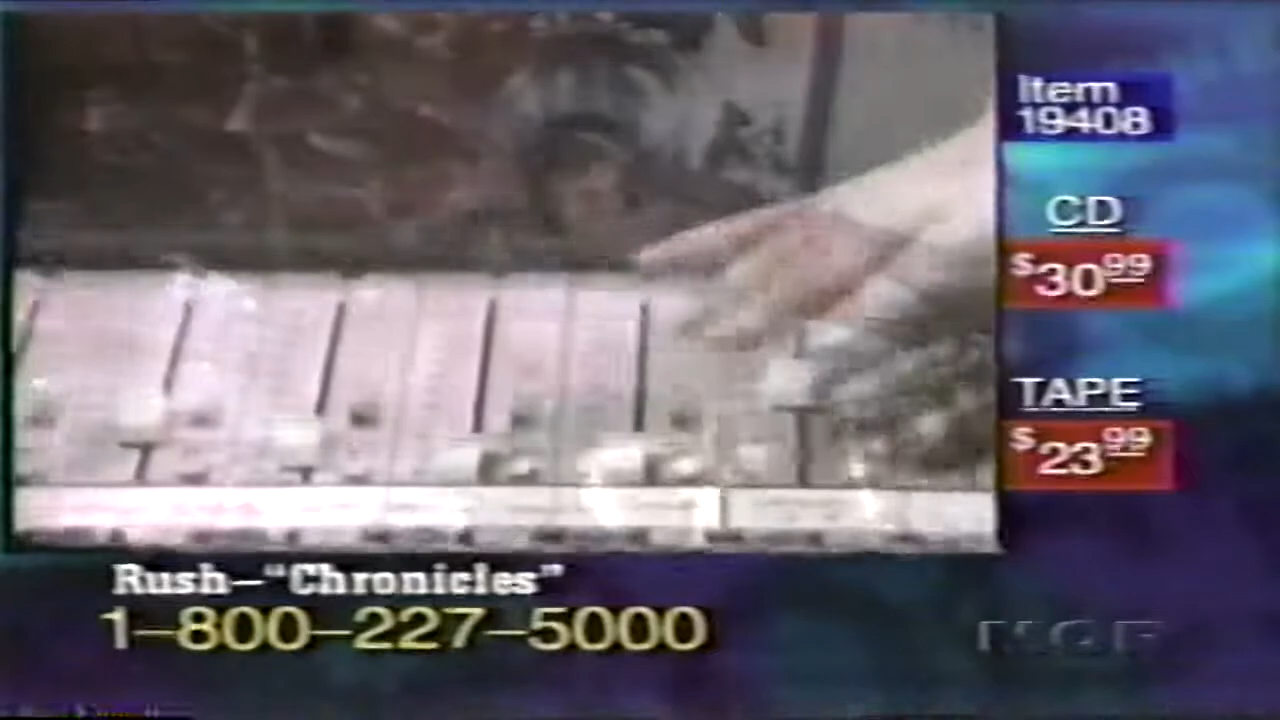 Item
19408
CD
$30.99
TAPE
$23.99
Rush–"Chronicles"
1–800–227–5000